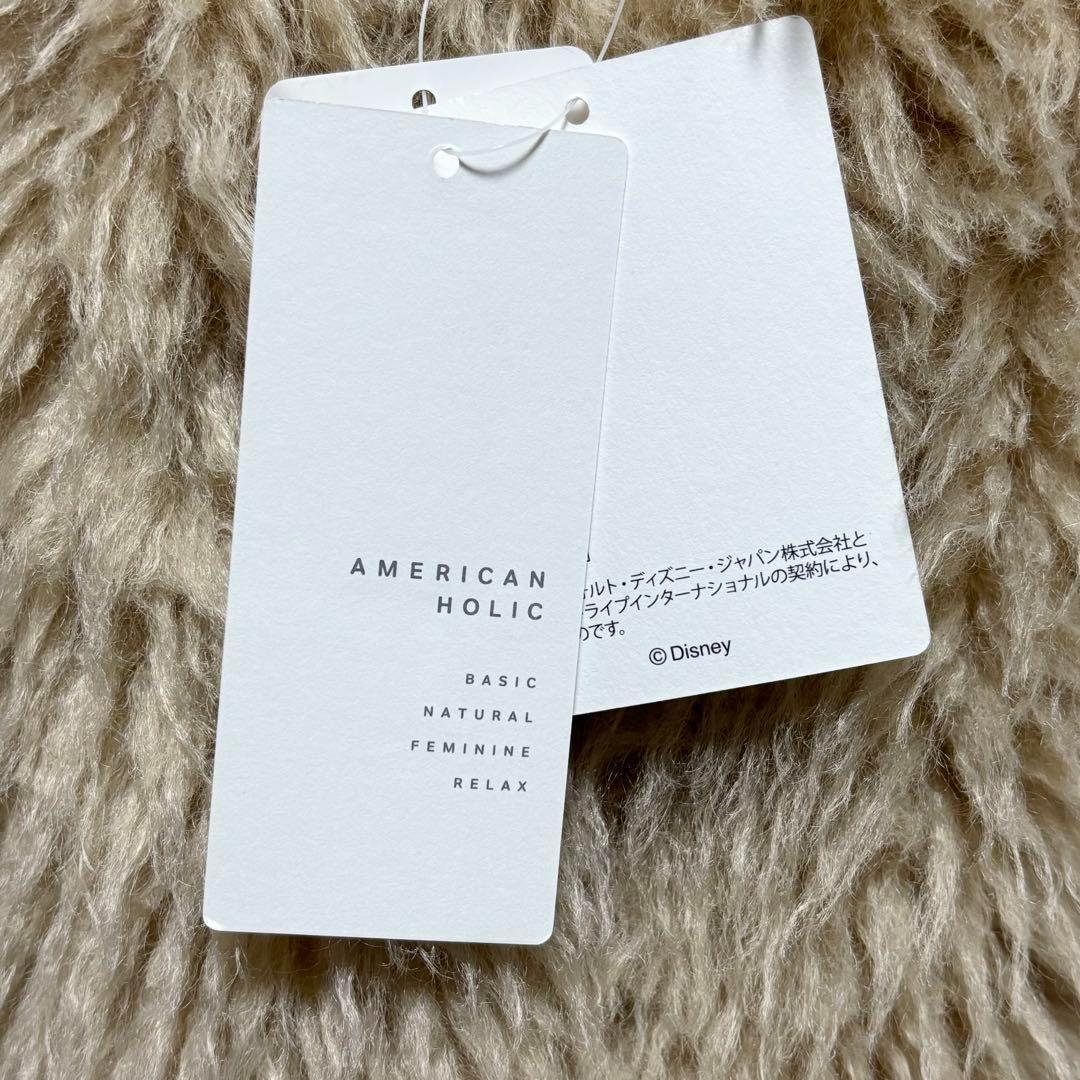 AMERICAN
HOLIC
BASIC
NATURAL
FEMININE
RELAX
ォルト・ディズニー・ジャパン株式会社と
トライプインターナショナルの契約により、
のです。
©Disney